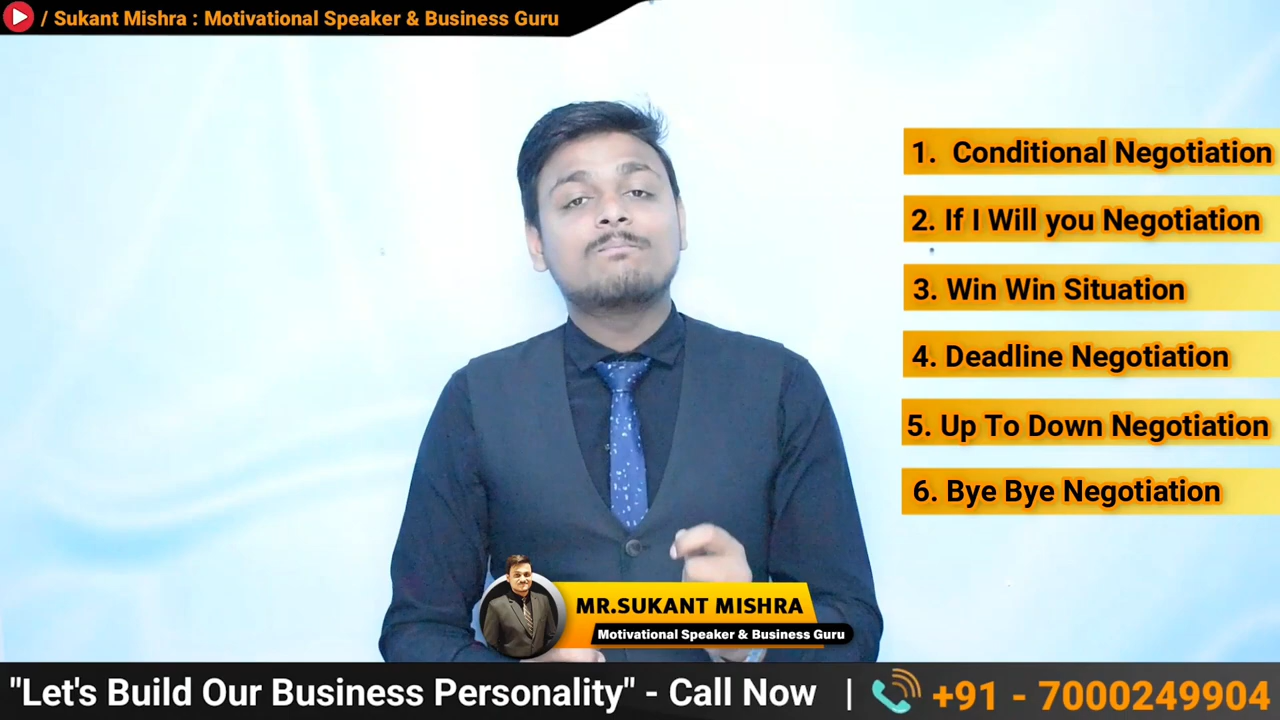 / Sukant Mishra : Motivational Speaker & Business Guru
1. Conditional Negotiation
2. If I Will you Negotiation
3. Win Win Situation
4. Deadline Negotiation
5. Up To Down Negotiation
6. Bye Bye Negotiation
MR.SUKANT MISHRA
Motivational Speaker & Business Guru
"Let's Build Our Business Personality" - Call Now | +91 - 7000249904